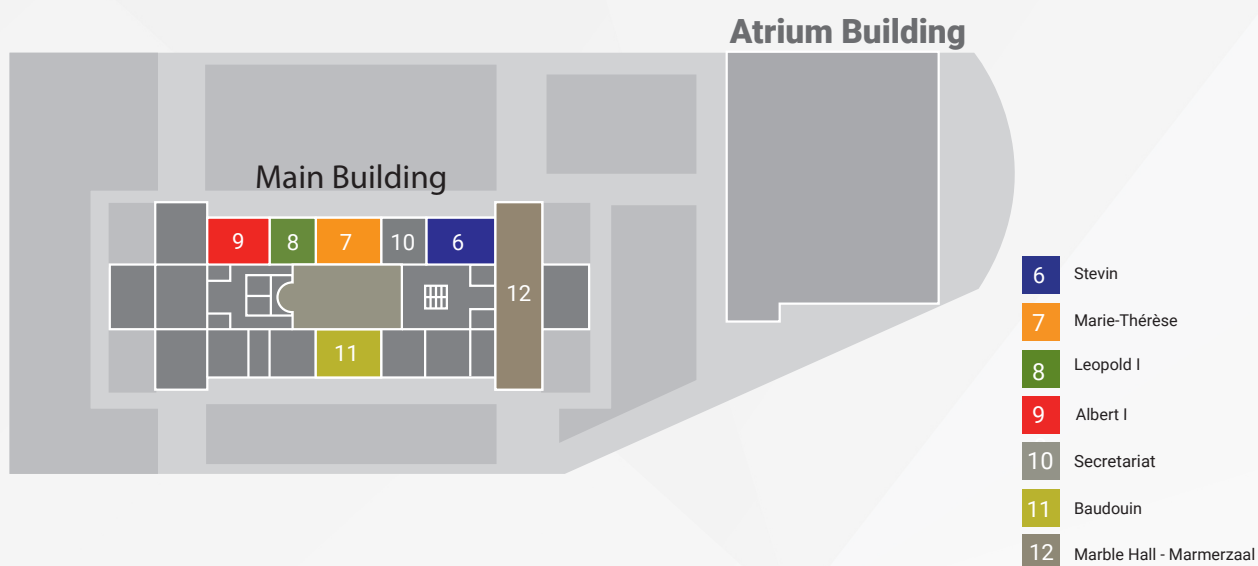 Atrium Building
Main Building
9
8
7
10
6
12
11
6 Stevin
7 Marie-Thérèse
8 Leopold I
9 Albert I
10 Secretariat
11 Baudouin
12 Marble Hall - Marmerzaal